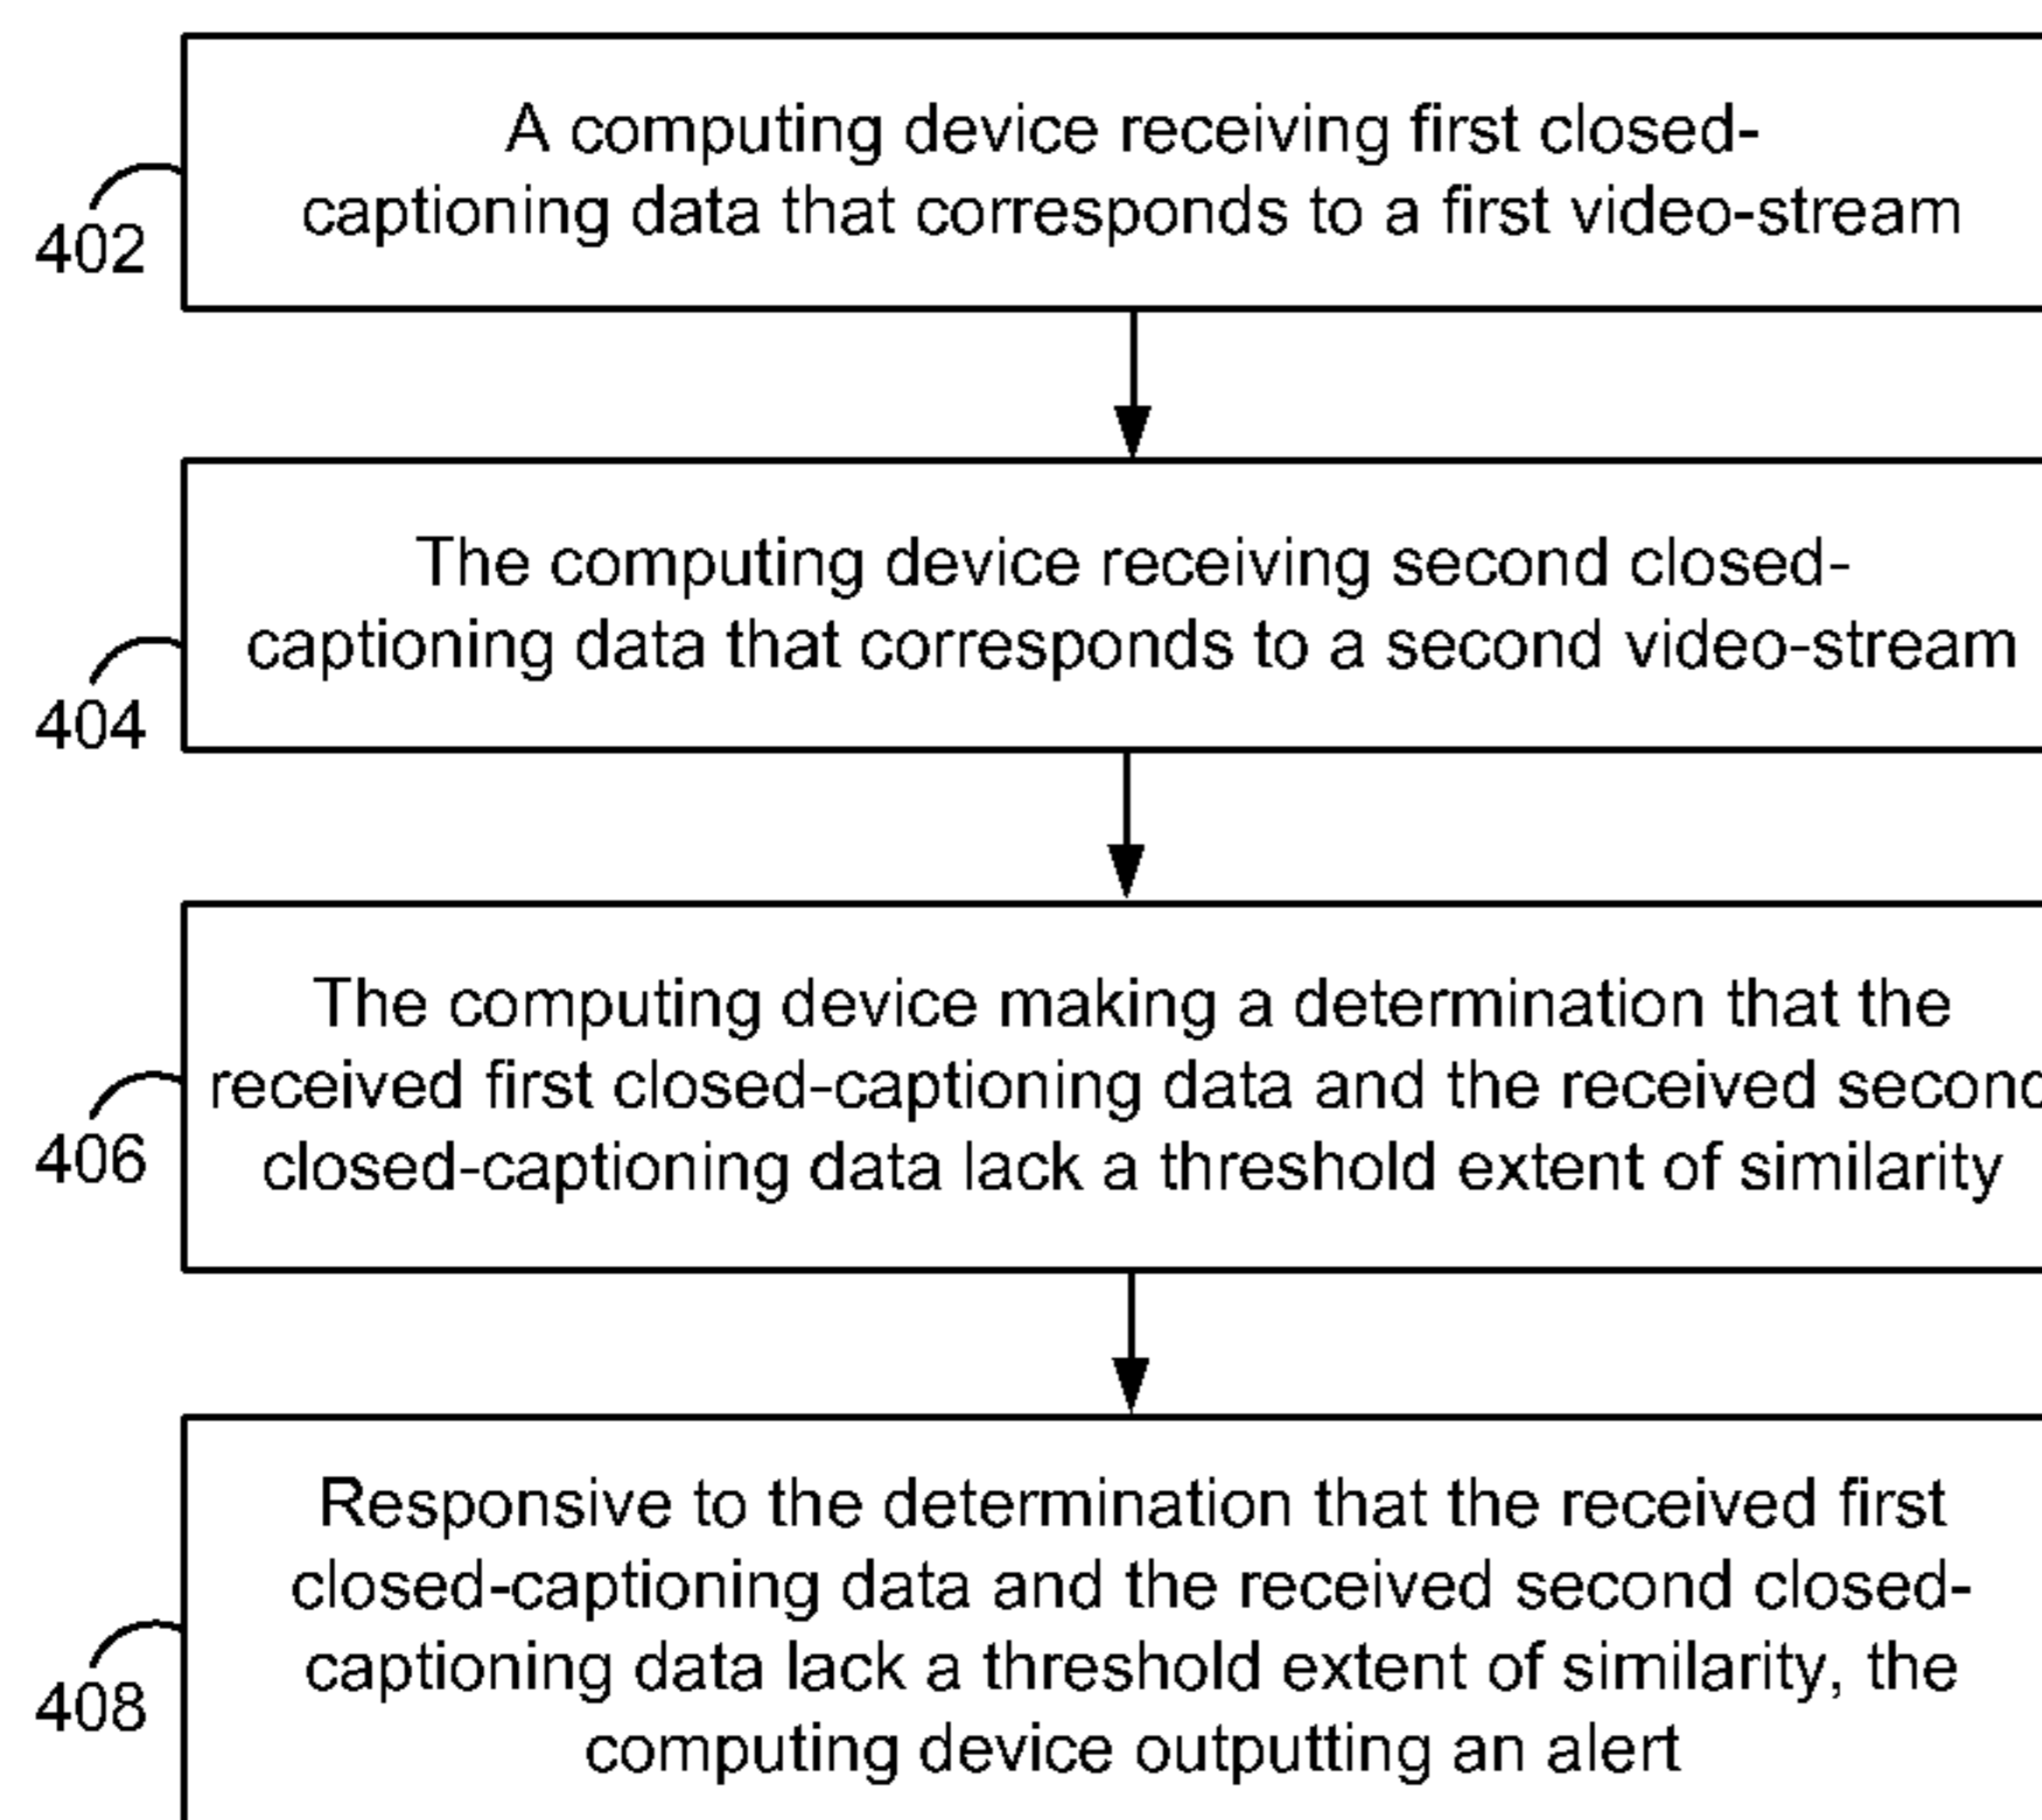 A computing device receiving first closed-
captioning data that corresponds to a first video-stream
402
The computing device receiving second closed-
captioning data that corresponds to a second video-stream
404
The computing device making a determination that the
received first closed-captioning data and the received second
closed-captioning data lack a threshold extent of similarity
406
Responsive to the determination that the received first
closed-captioning data and the received second closed-
captioning data lack a threshold extent of similarity, the
computing device outputting an alert
408